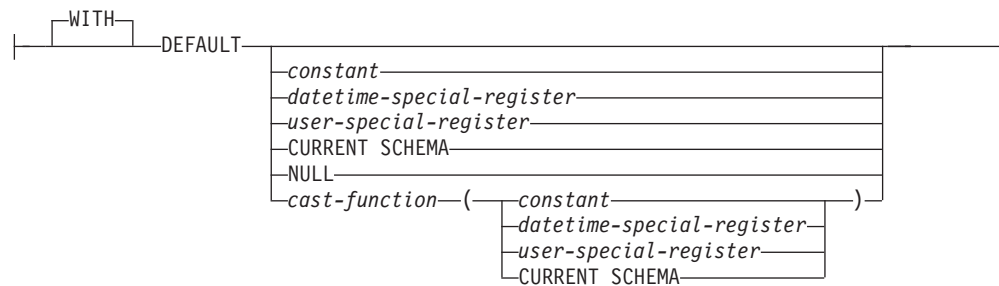 WITH
DEFAULT
constant
datetime-special-register
user-special-register
CURRENT SCHEMA
NULL
cast-function ( constant )
datetime-special-register
user-special-register
CURRENT SCHEMA